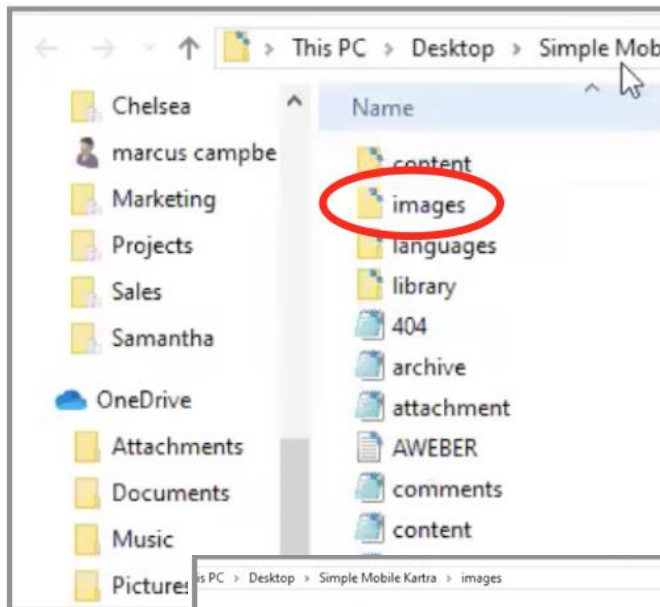 This PC > Desktop > Simple Mob
Chelsea
marcus campbe
Marketing
Projects
Sales
Samantha
OneDrive
Attachments
Documents
Music
Pictures
Name
content
images
languages
library
404
archive
attachment
AWEBER
comments
content
is PC > Desktop > Simple Mobile Kartra > images